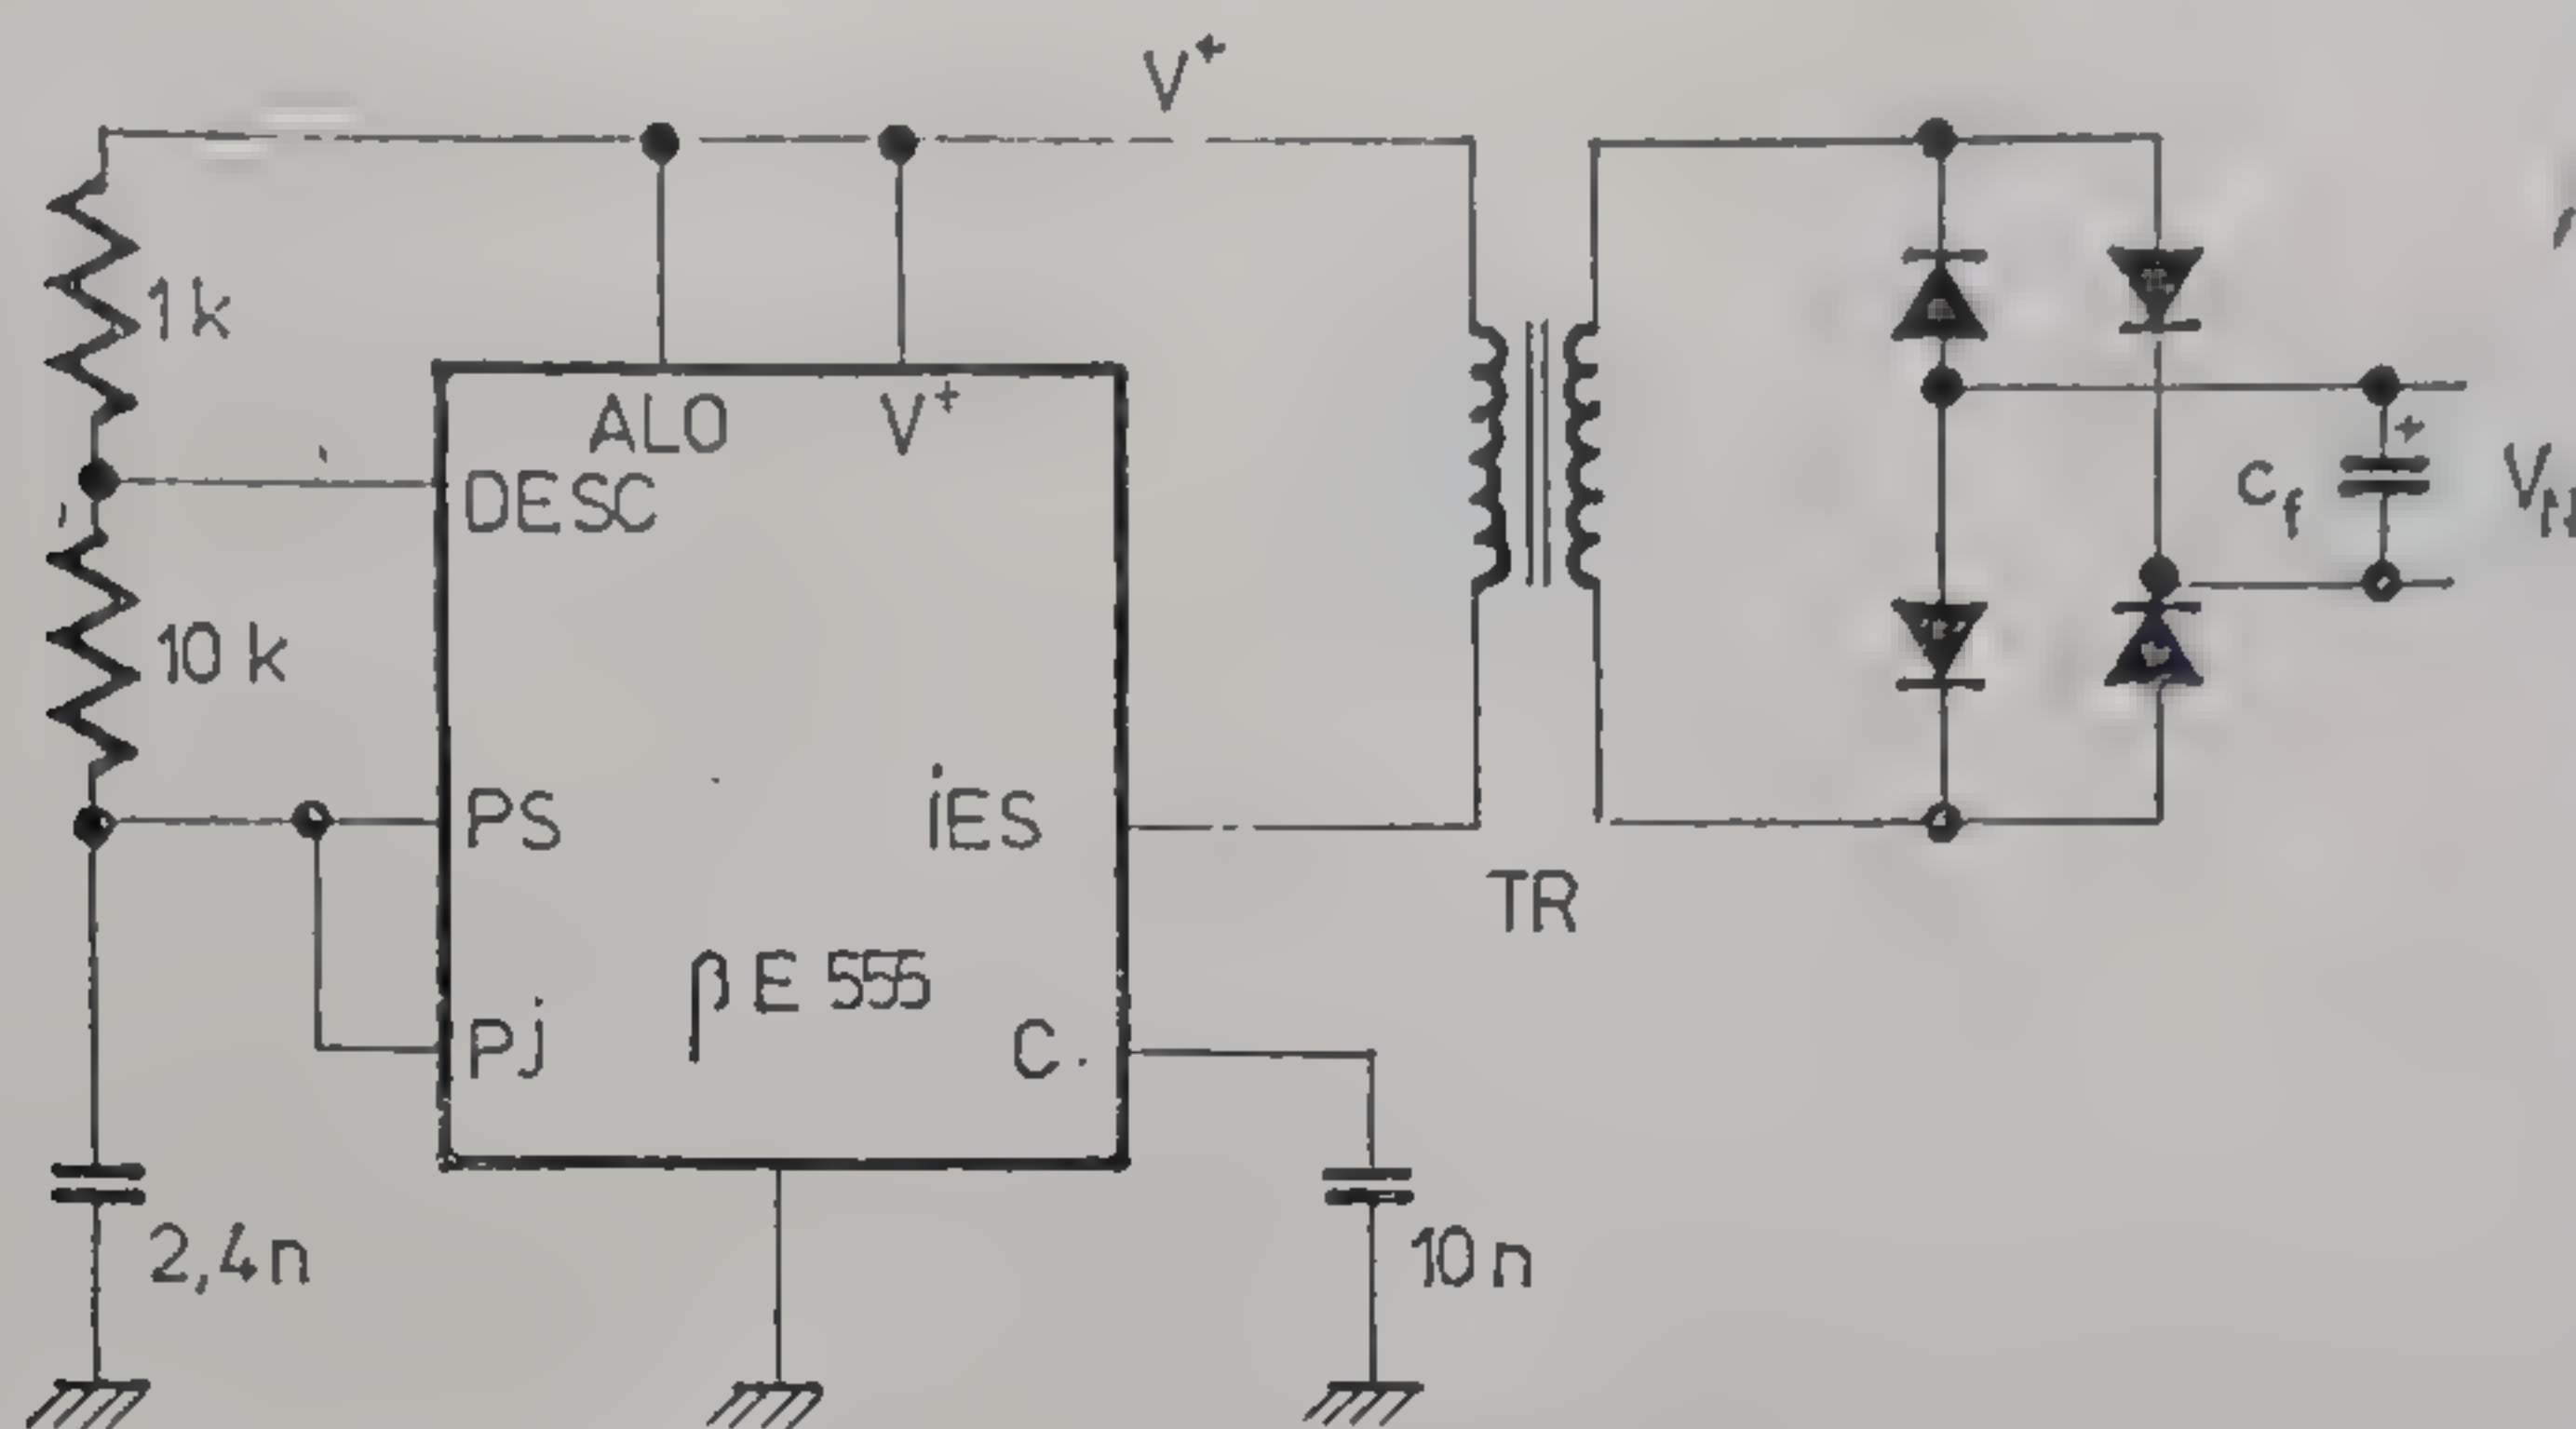 V⁺
1k
ALO V⁺
DESC
C_f
10 k
PS iES
TR
βE 555
Pj C.
2,4n
10 n